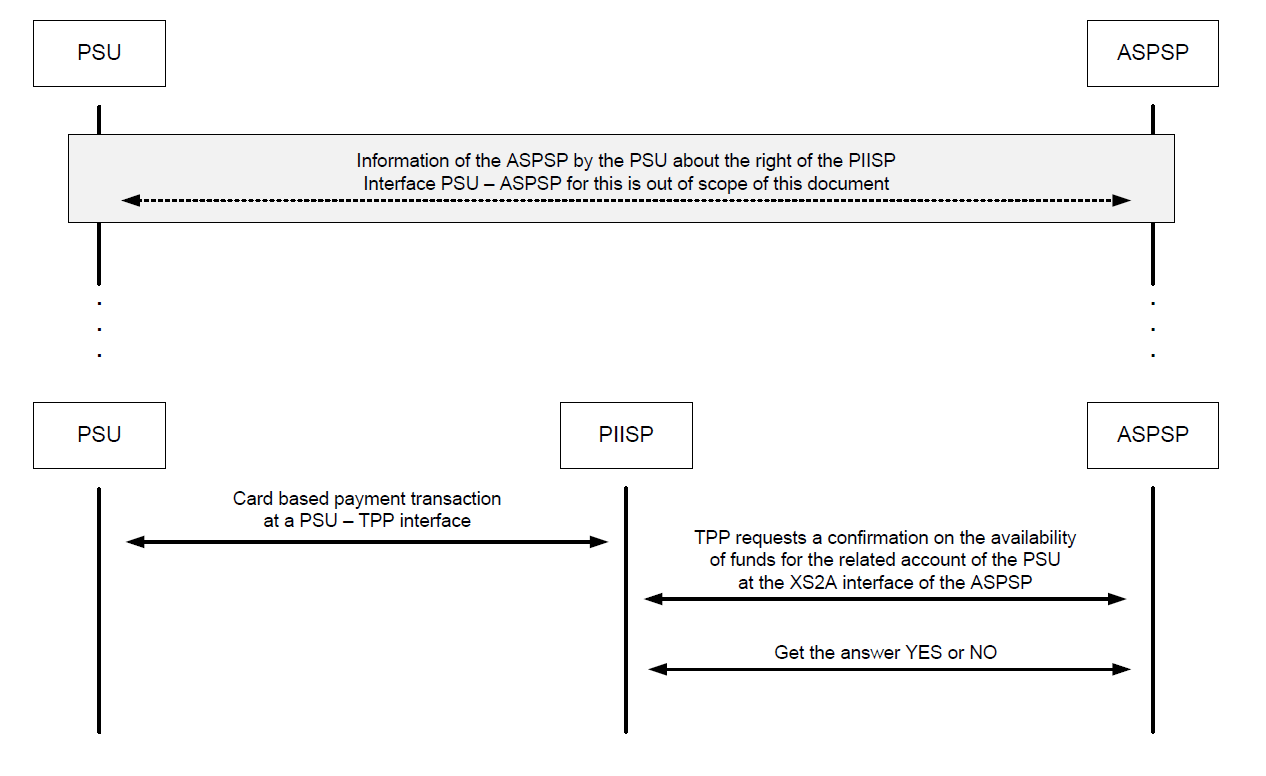 PSU
ASPSP
Information of the ASPSP by the PSU about the right of the PIISP
Interface PSU – ASPSP for this is out of scope of this document
PSU
PIISP
ASPSP
Card based payment transaction
at a PSU – TPP interface
TPP requests a confirmation on the availability
of funds for the related account of the PSU
at the XS2A interface of the ASPSP
Get the answer YES or NO